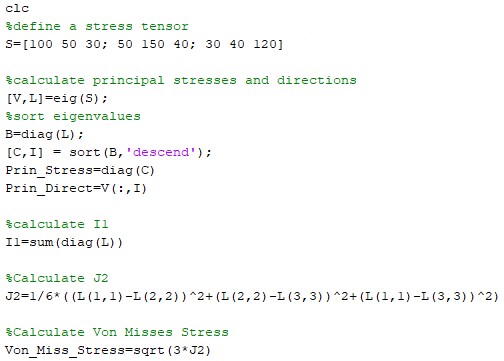 clc
%define a stress tensor
S=[100 50 30; 50 150 40; 30 40 120]
%calculate principal stresses and directions
[V,L]=eig(S);
%sort eigenvalues
B=diag(L);
[C,I] = sort(B,'descend');
Prin_Stress=diag(C)
Prin_Direct=V(:,I)
%calculate I1
I1=sum(diag(L))
%Calculate J2
J2=1/6*((L(1,1)-L(2,2))^2+(L(2,2)-L(3,3))^2+(L(1,1)-L(3,3))^2)
%Calculate Von Misses Stress
Von_Miss_Stress=sqrt(3*J2)